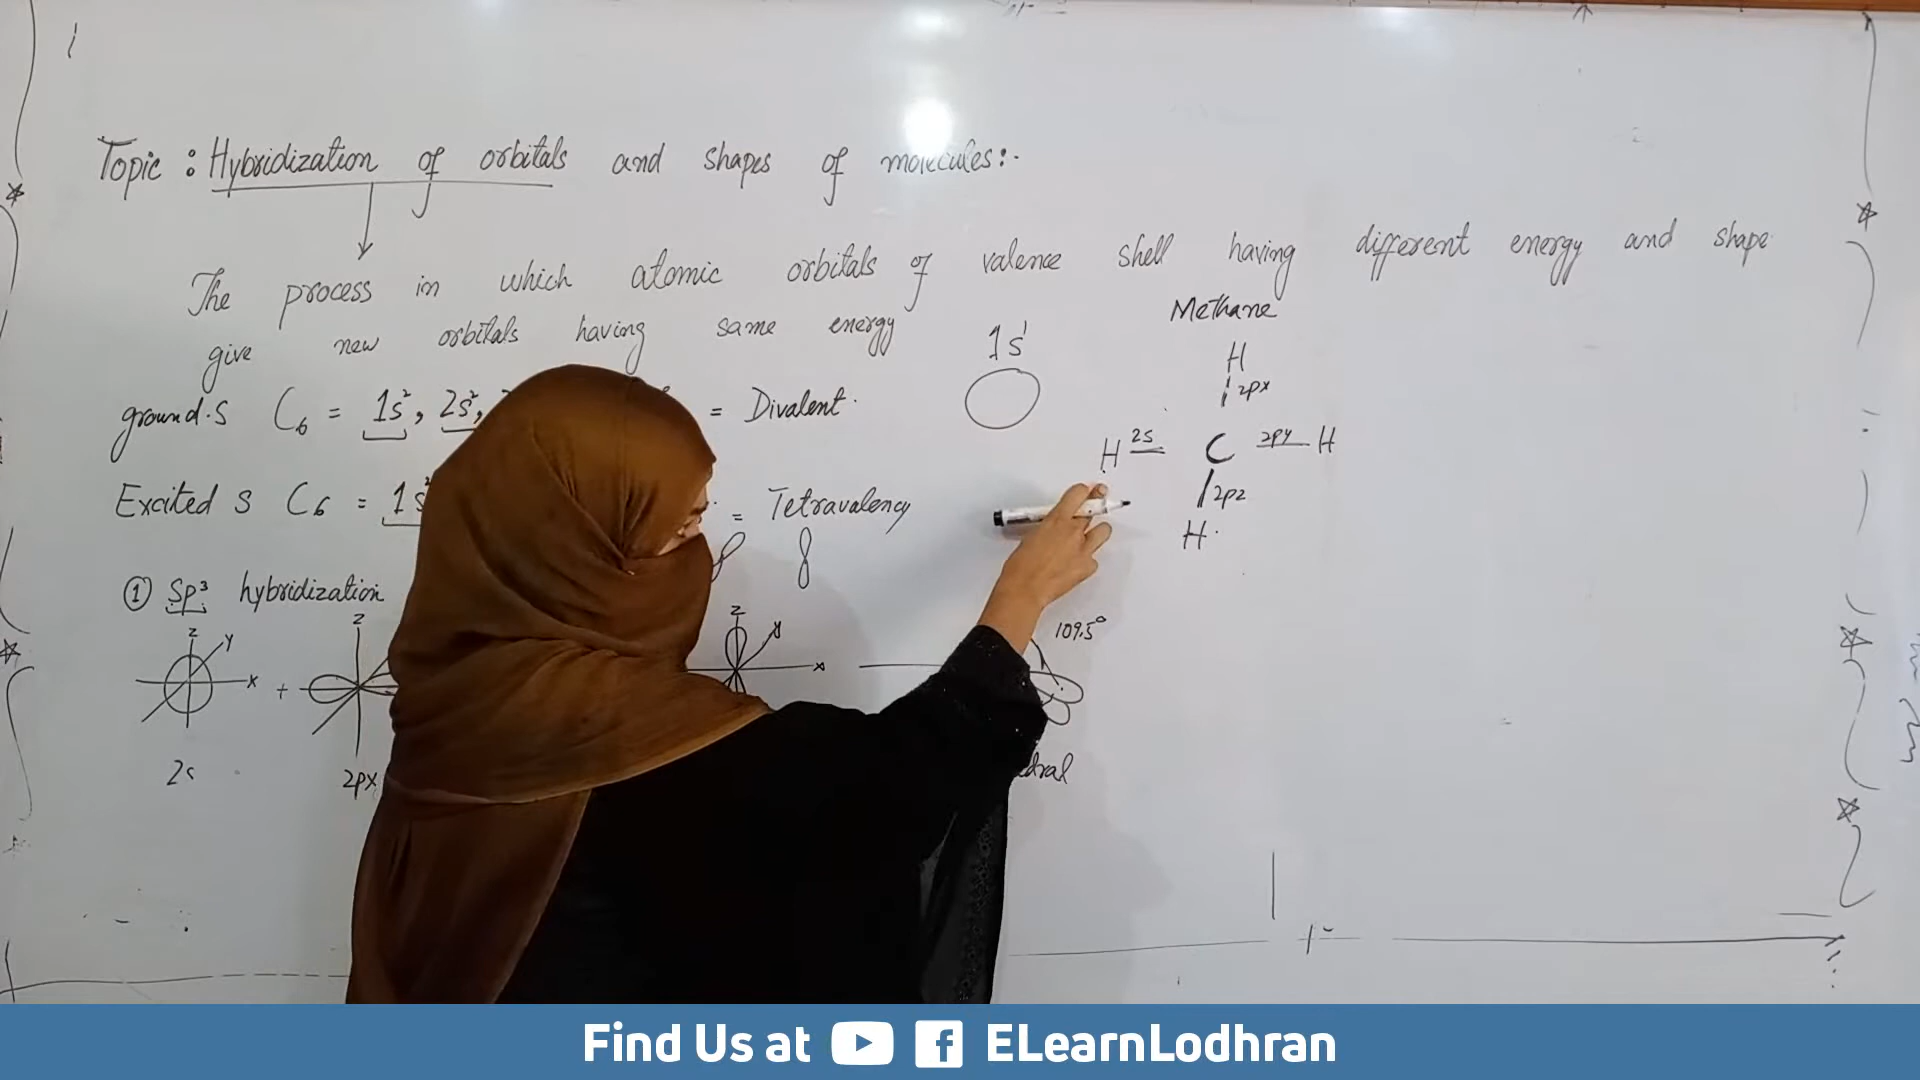 Topic : Hybridization of orbitals and shapes of molecules:.
The process in which atomic orbitals of valence shell having different energy and shape
give new orbitals having same energy
ground.S C6 = 1s², 2s², = Divalent.
Excited S C6 = 1s² = Tetravalency
① Sp³ hybridization
z y x +
z
z y x
109.5°
2s
2px
dral
1s¹
Methane
H
2px
H 2s C 2py H
2pz
H.
Find Us at ELearnLodhran